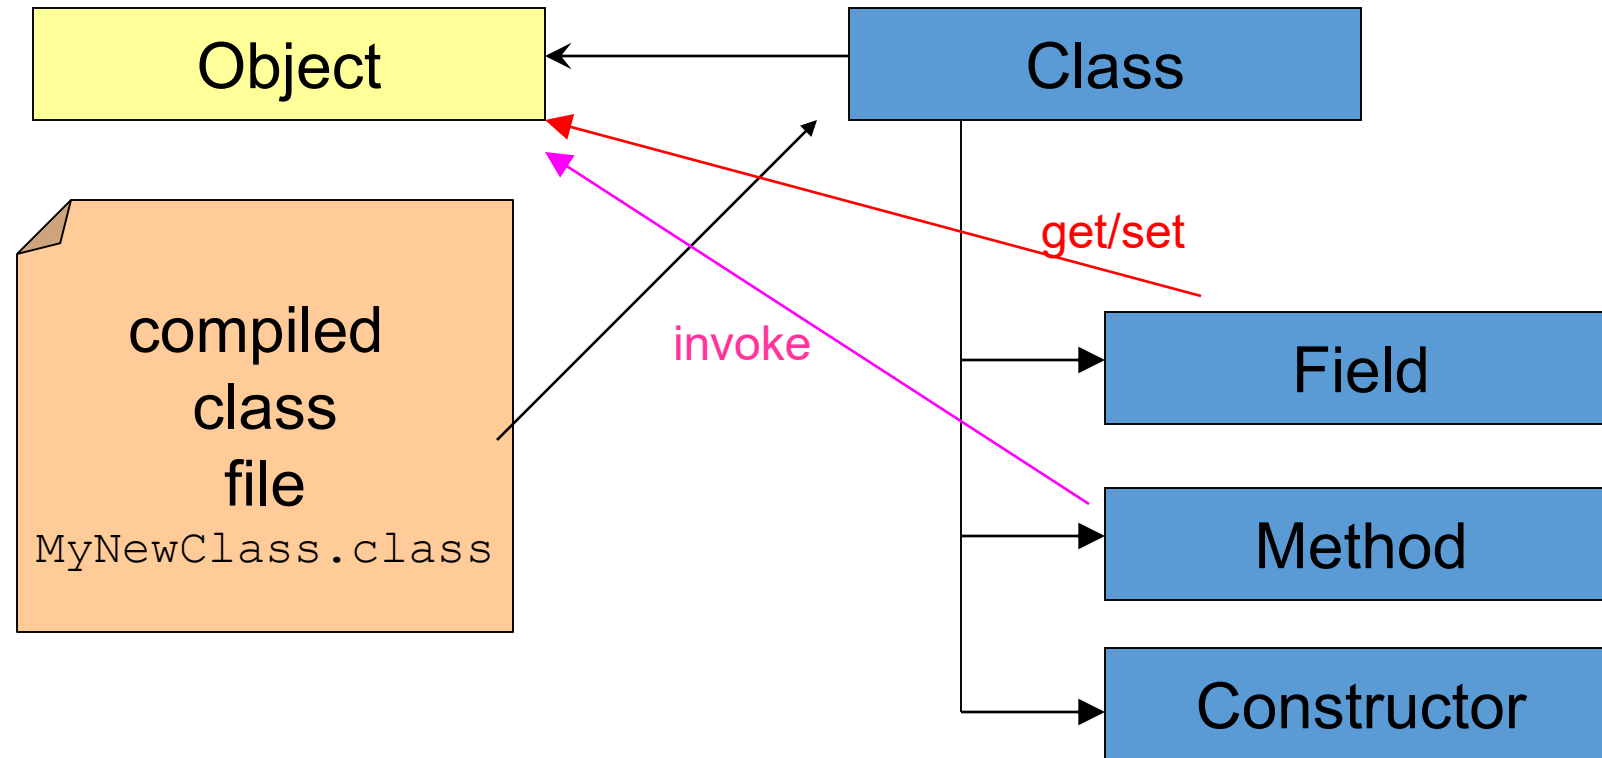 Object
Class
get/set
compiled
class
file
MyNewClass.class
invoke
Field
Method
Constructor